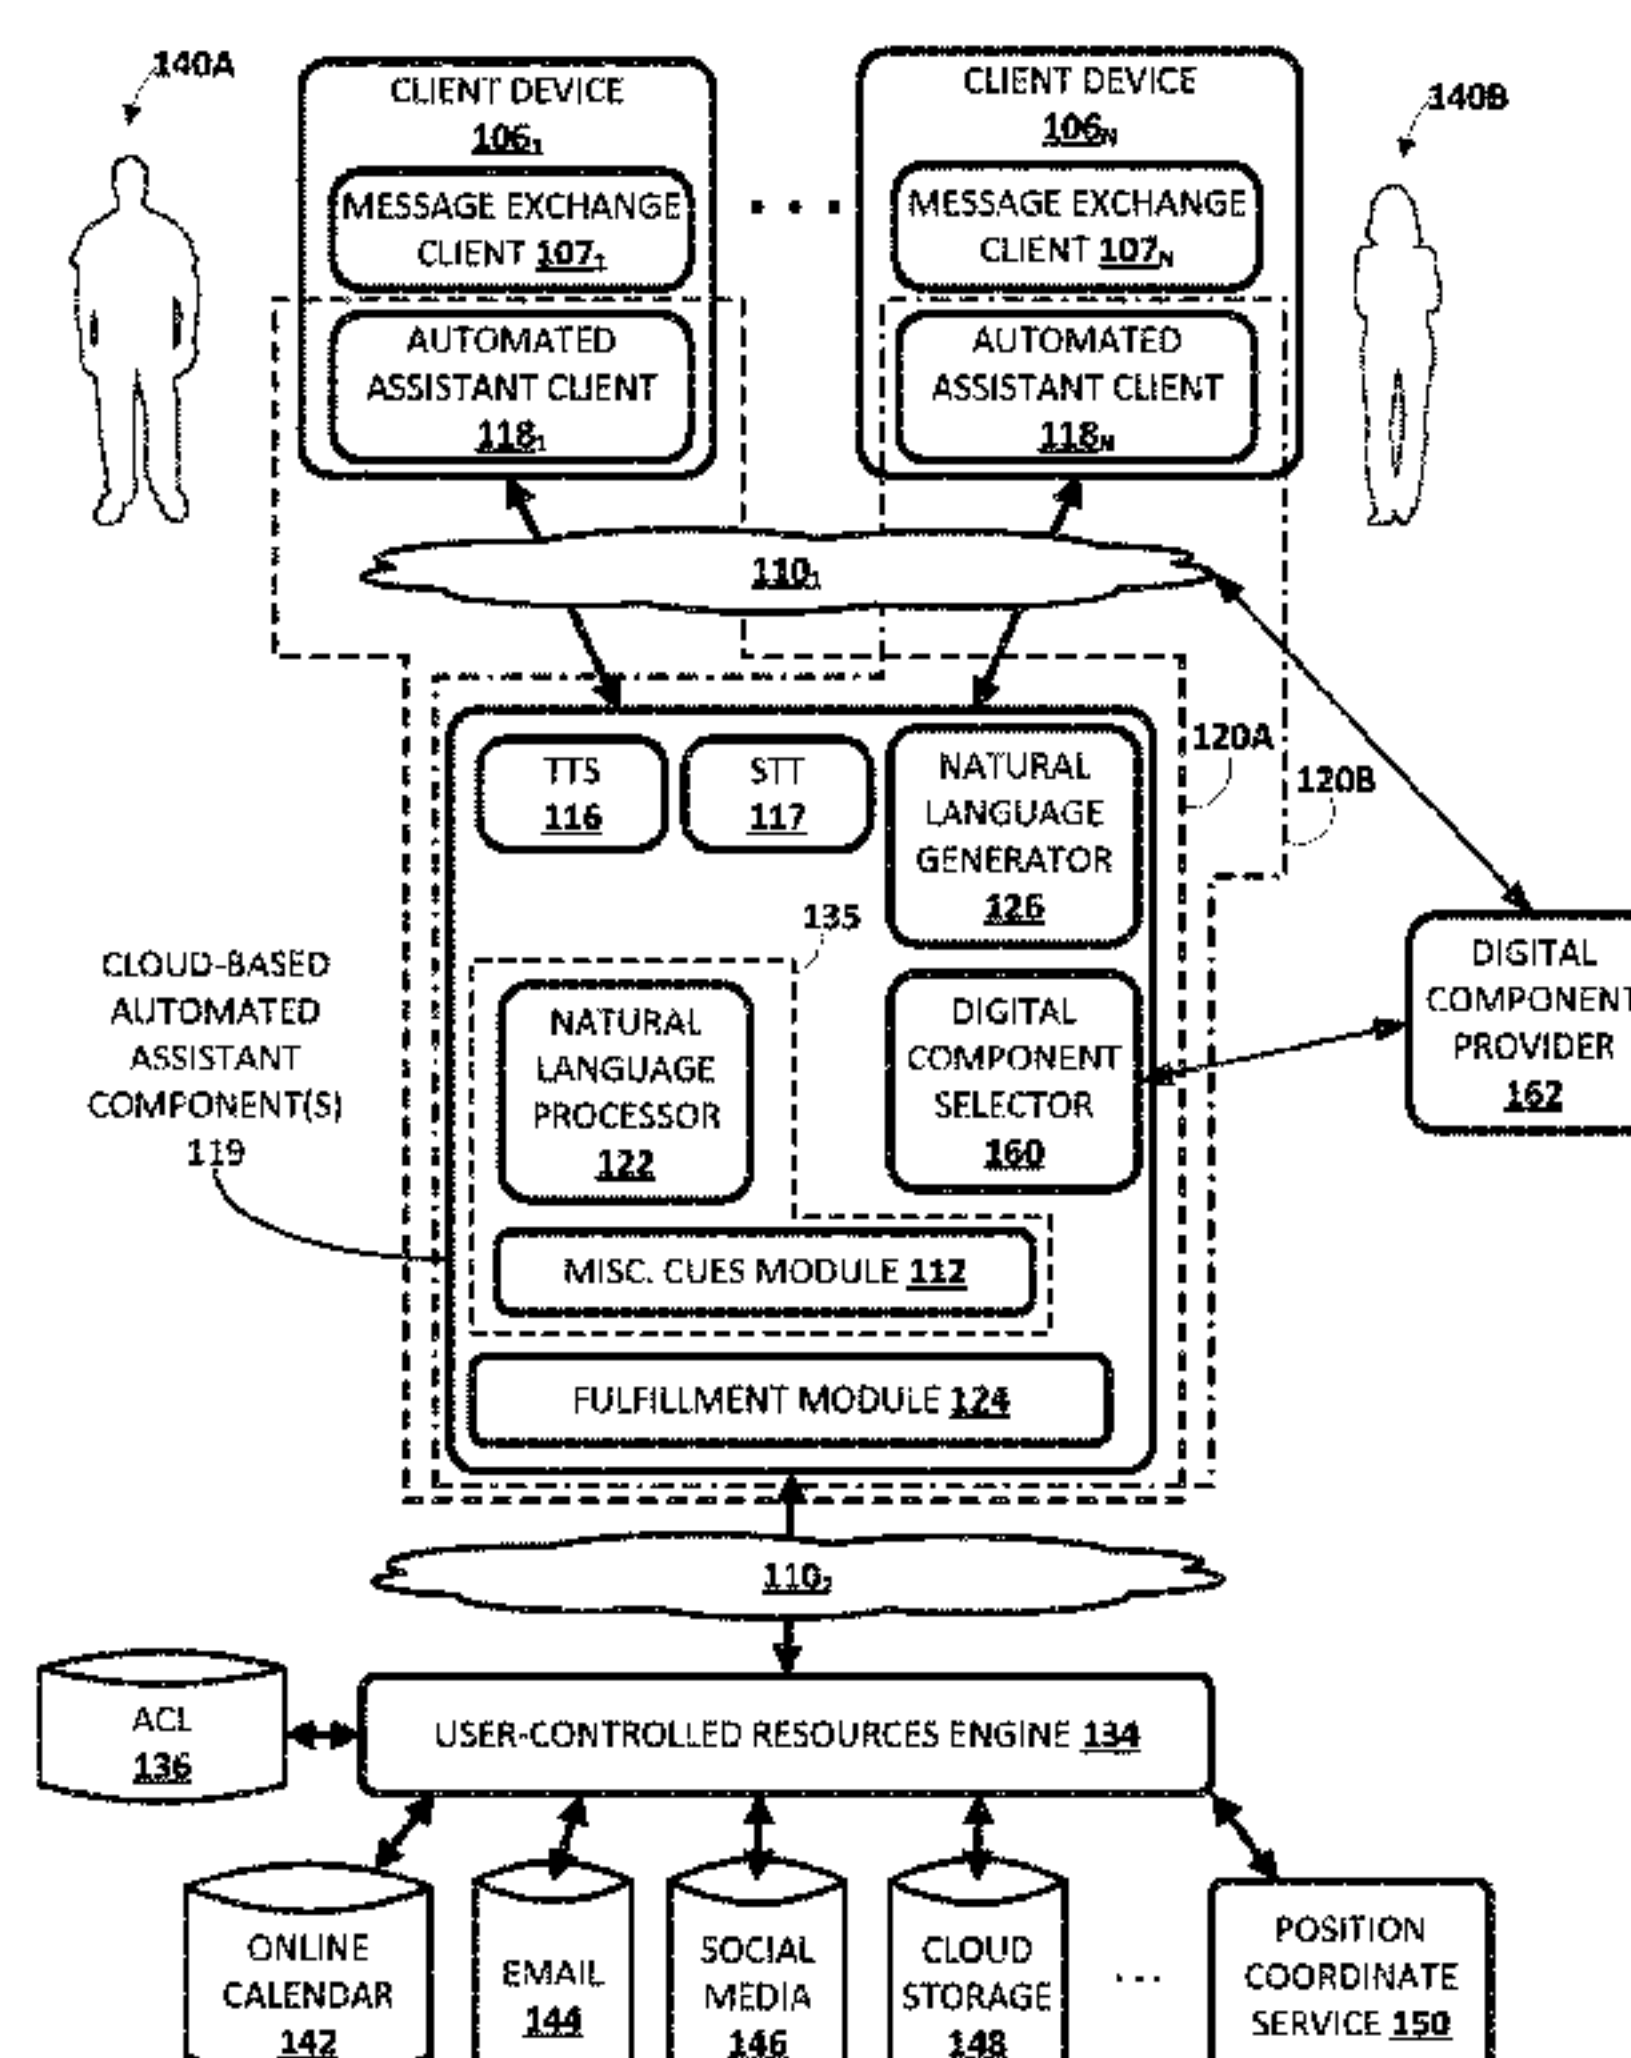 140A
CLIENT DEVICE
106₁
MESSAGE EXCHANGE
CLIENT 107₁
AUTOMATED
ASSISTANT CLIENT
118₁
. . .
CLIENT DEVICE
106N
MESSAGE EXCHANGE
CLIENT 107N
AUTOMATED
ASSISTANT CLIENT
118N
140B
110₁
120A
120B
TTS
116
STT
117
NATURAL
LANGUAGE
GENERATOR
126
135
CLOUD-BASED
AUTOMATED
ASSISTANT
COMPONENT(S)
119
NATURAL
LANGUAGE
PROCESSOR
122
DIGITAL
COMPONENT
SELECTOR
160
DIGITAL
COMPONENT
PROVIDER
162
MISC. CUES MODULE 112
FULFILLMENT MODULE 124
110₂
ACL
136
USER-CONTROLLED RESOURCES ENGINE 134
ONLINE
CALENDAR
142
EMAIL
144
SOCIAL
MEDIA
146
CLOUD
STORAGE
148
...
POSITION
COORDINATE
SERVICE 150